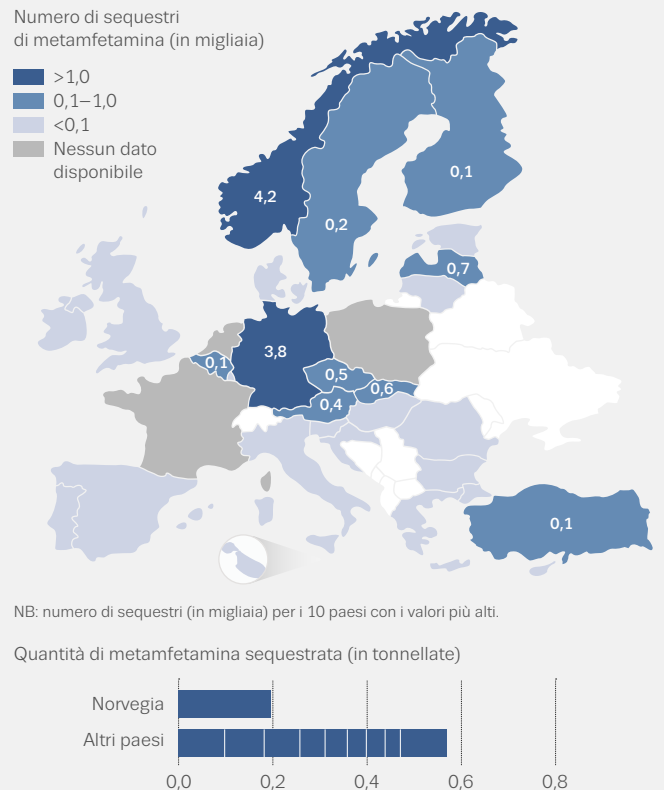 Numero di sequestri
di metamfetamina (in migliaia)
>1,0
0,1–1,0
<0,1
Nessun dato
disponibile
4,2
0,2
0,1
0,7
3,8
0,1
0,5
0,6
0,4
0,1
NB: numero di sequestri (in migliaia) per i 10 paesi con i valori più alti.
Quantità di metamfetamina sequestrata (in tonnellate)
Norvegia
Altri paesi
0,0 0,2 0,4 0,6 0,8